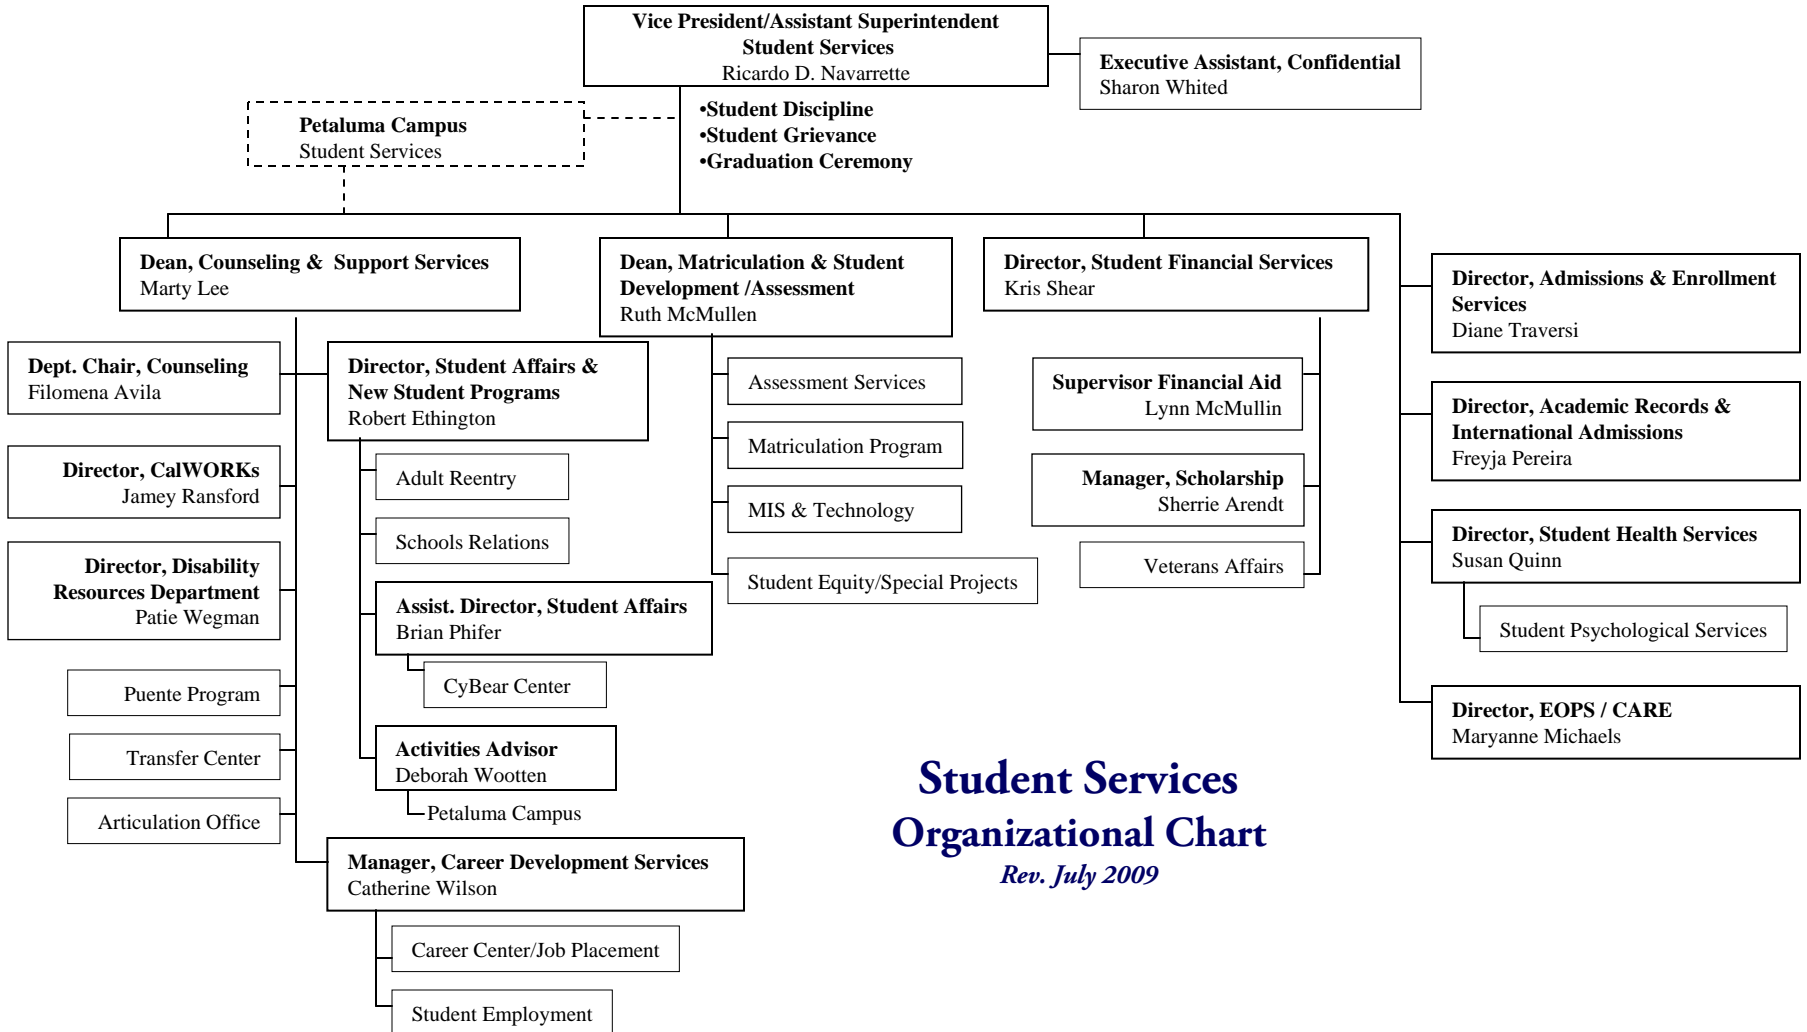 Vice President/Assistant Superintendent
Student Services
Ricardo D. Navarrette
Executive Assistant, Confidential
Sharon Whited
Petaluma Campus
Student Services
•Student Discipline
•Student Grievance
•Graduation Ceremony
Dean, Counseling & Support Services
Marty Lee
Dean, Matriculation & Student
Development /Assessment
Ruth McMullen
Director, Student Financial Services
Kris Shear
Director, Admissions & Enrollment
Services
Diane Traversi
Dept. Chair, Counseling
Filomena Avila
Director, CalWORKs
Jamey Ransford
Director, Disability
Resources Department
Patie Wegman
Puente Program
Transfer Center
Articulation Office
Director, Student Affairs &
New Student Programs
Robert Ethington
Adult Reentry
Schools Relations
Assist. Director, Student Affairs
Brian Phifer
CyBear Center
Activities Advisor
Deborah Wootten
Petaluma Campus
Manager, Career Development Services
Catherine Wilson
Career Center/Job Placement
Student Employment
Assessment Services
Matriculation Program
MIS & Technology
Student Equity/Special Projects
Supervisor Financial Aid
Lynn McMullin
Manager, Scholarship
Sherrie Arendt
Veterans Affairs
Director, Academic Records &
International Admissions
Freyja Pereira
Director, Student Health Services
Susan Quinn
Student Psychological Services
Director, EOPS / CARE
Maryanne Michaels
Student Services
Organizational Chart
Rev. July 2009